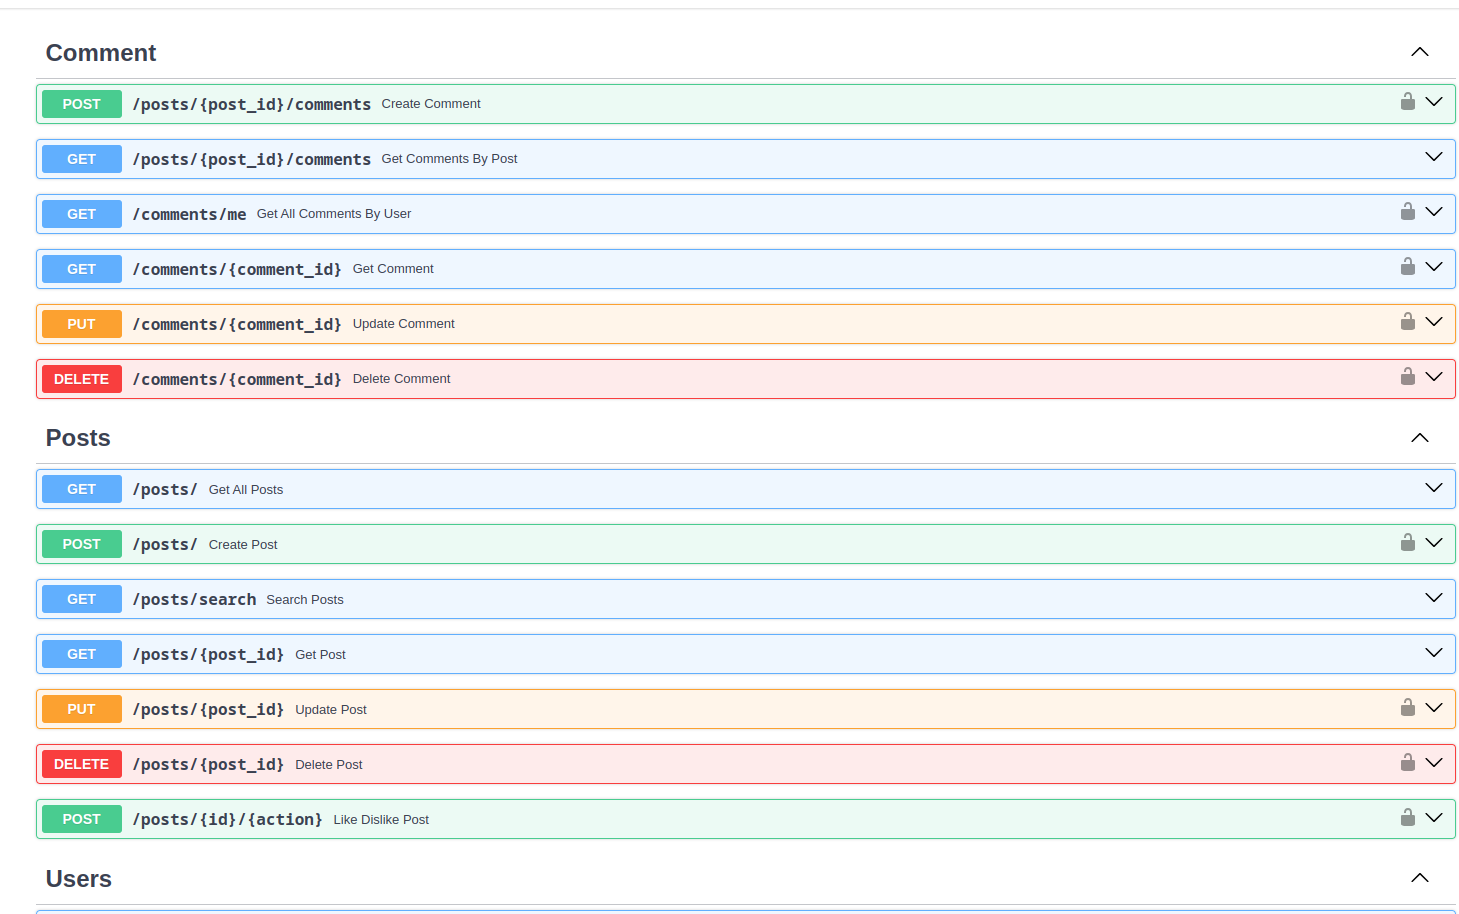 Comment
POST /posts/{post_id}/comments Create Comment
GET /posts/{post_id}/comments Get Comments By Post
GET /comments/me Get All Comments By User
GET /comments/{comment_id} Get Comment
PUT /comments/{comment_id} Update Comment
DELETE /comments/{comment_id} Delete Comment
Posts
GET /posts/ Get All Posts
POST /posts/ Create Post
GET /posts/search Search Posts
GET /posts/{post_id} Get Post
PUT /posts/{post_id} Update Post
DELETE /posts/{post_id} Delete Post
POST /posts/{id}/{action} Like Dislike Post
Users